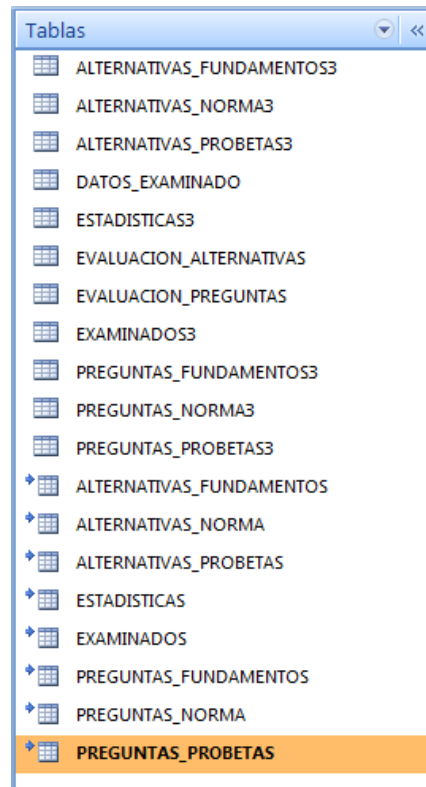 Tablas
ALTERNATIVAS_FUNDAMENTOS3
ALTERNATIVAS_NORMA3
ALTERNATIVAS_PROBETAS3
DATOS_EXAMINADO
ESTADISTICAS3
EVALUACION_ALTERNATIVAS
EVALUACION_PREGUNTAS
EXAMINADOS3
PREGUNTAS_FUNDAMENTOS3
PREGUNTAS_NORMA3
PREGUNTAS_PROBETAS3
ALTERNATIVAS_FUNDAMENTOS
ALTERNATIVAS_NORMA
ALTERNATIVAS_PROBETAS
ESTADISTICAS
EXAMINADOS
PREGUNTAS_FUNDAMENTOS
PREGUNTAS_NORMA
PREGUNTAS_PROBETAS